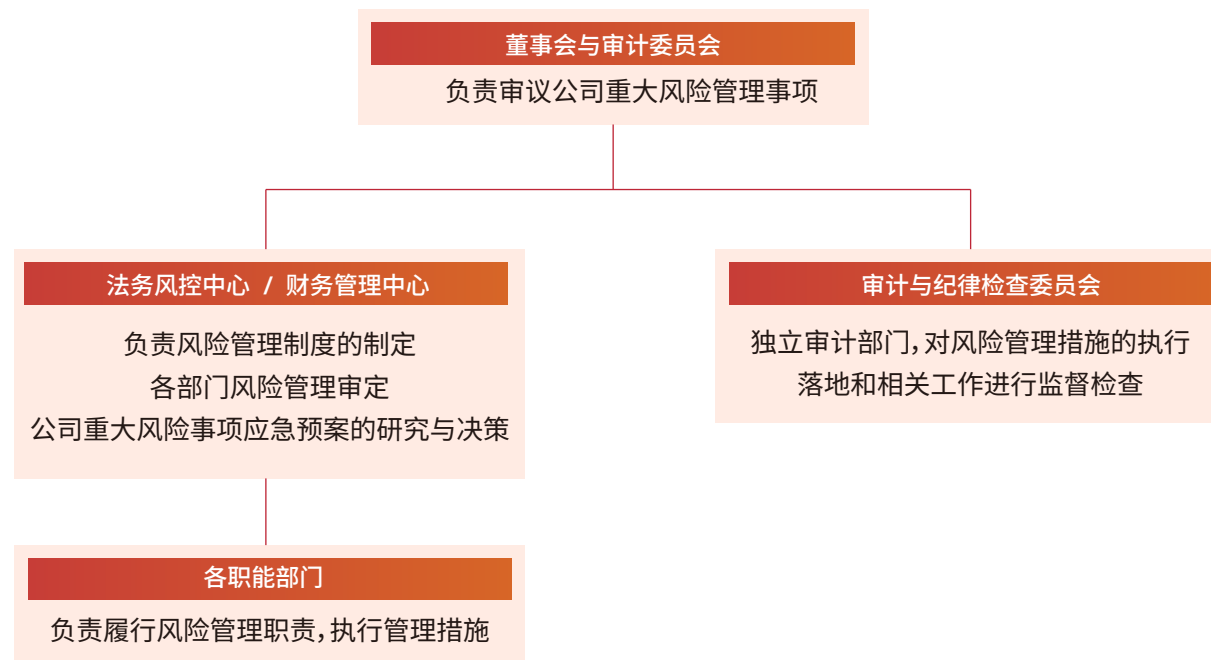 董事会与审计委员会
负责审议公司重大风险管理事项
法务风控中心 / 财务管理中心
负责风险管理制度的制定
各部门风险管理审定
公司重大风险事项应急预案的研究与决策
审计与纪律检查委员会
独立审计部门,对风险管理措施的执行
落地和相关工作进行监督检查
各职能部门
负责履行风险管理职责,执行管理措施